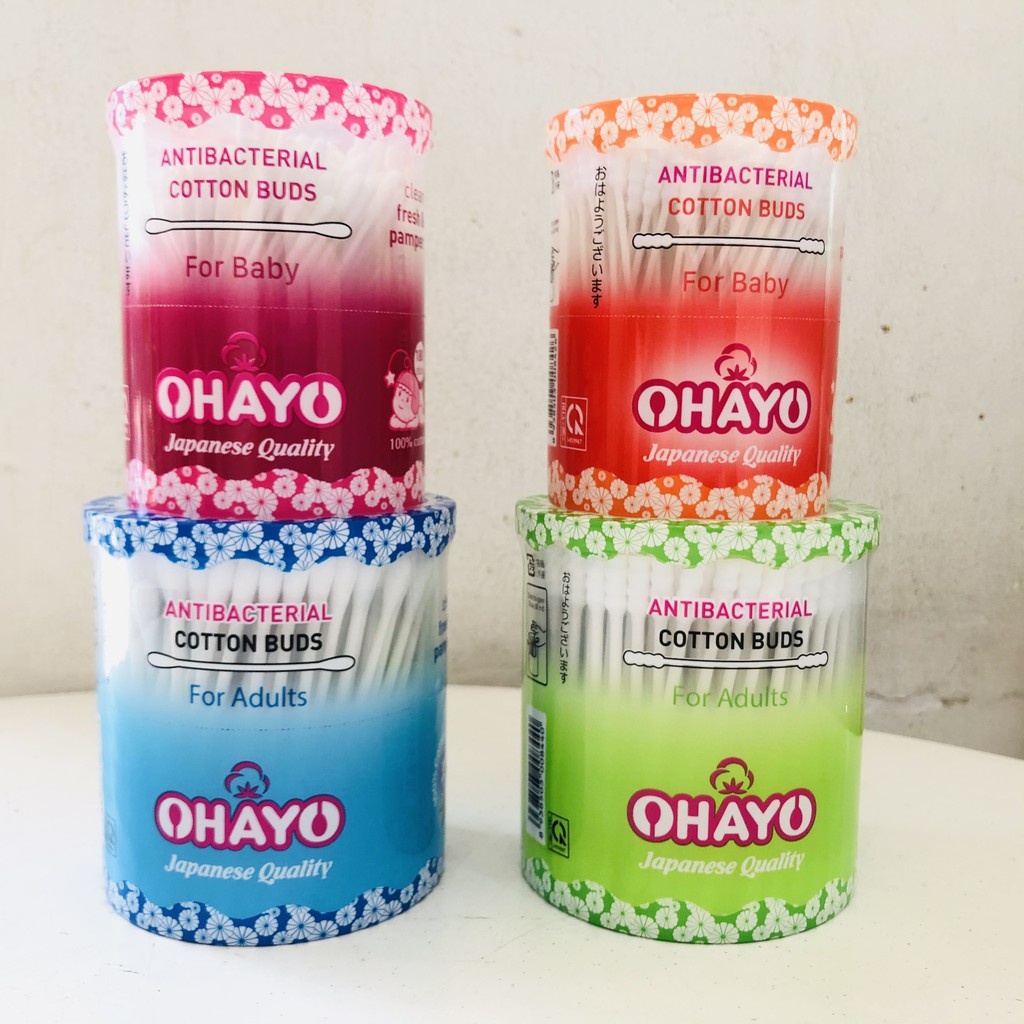 ANTIBACTERIAL
COTTON BUDS
For Baby
fresh &
OHAYO
Japanese Quality
100%
おはようございます
ANTIBACTERIAL
COTTON BUDS
For Baby
OHAYO
Japanese Quality
ANTIBACTERIAL
COTTON BUDS
For Adults
OHAYO
Japanese Quality
おはようございます
ANTIBACTERIAL
COTTON BUDS
For Adults
OHAYO
Japanese Quality